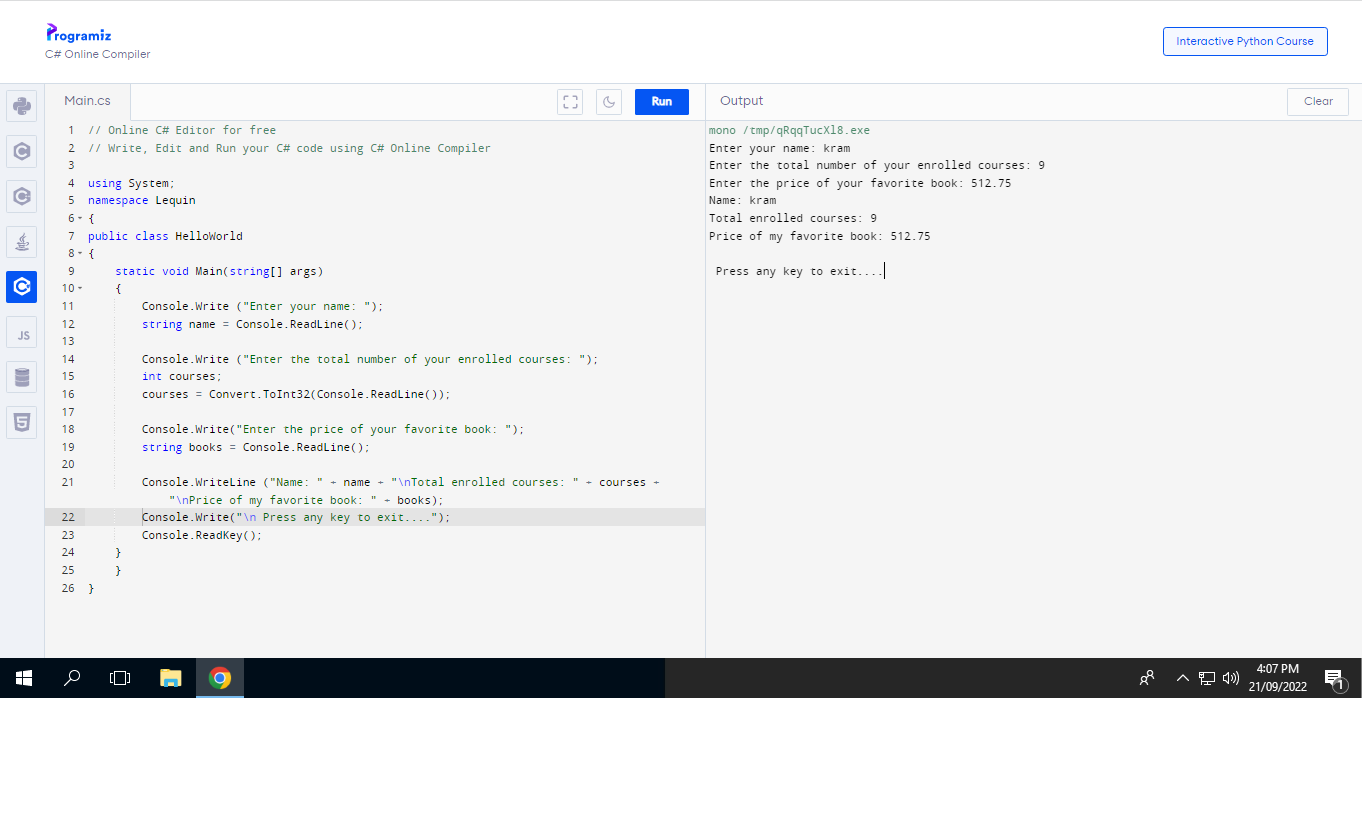 Programiz
C# Online Compiler
Interactive Python Course
Main.cs
Run
Output
Clear
JS
1 // Online C# Editor for free
2 // Write, Edit and Run your C# code using C# Online Compiler
3
4 using System;
5 namespace Lequin
6 {
7 public class HelloWorld
8 {
9 static void Main(string[] args)
10 {
11 Console.Write ("Enter your name: ");
12 string name = Console.ReadLine();
13
14 Console.Write ("Enter the total number of your enrolled courses: ");
15 int courses;
16 courses = Convert.ToInt32(Console.ReadLine());
17
18 Console.Write("Enter the price of your favorite book: ");
19 string books = Console.ReadLine();
20
21 Console.WriteLine ("Name: " + name + "\nTotal enrolled courses: " + courses +
"\nPrice of my favorite book: " + books);
22 Console.Write("\n Press any key to exit....");
23 Console.ReadKey();
24 }
25 }
26 }
mono /tmp/qRqqTucXl8.exe
Enter your name: kram
Enter the total number of your enrolled courses: 9
Enter the price of your favorite book: 512.75
Name: kram
Total enrolled courses: 9
Price of my favorite book: 512.75
Press any key to exit....
4:07 PM
21/09/2022
1